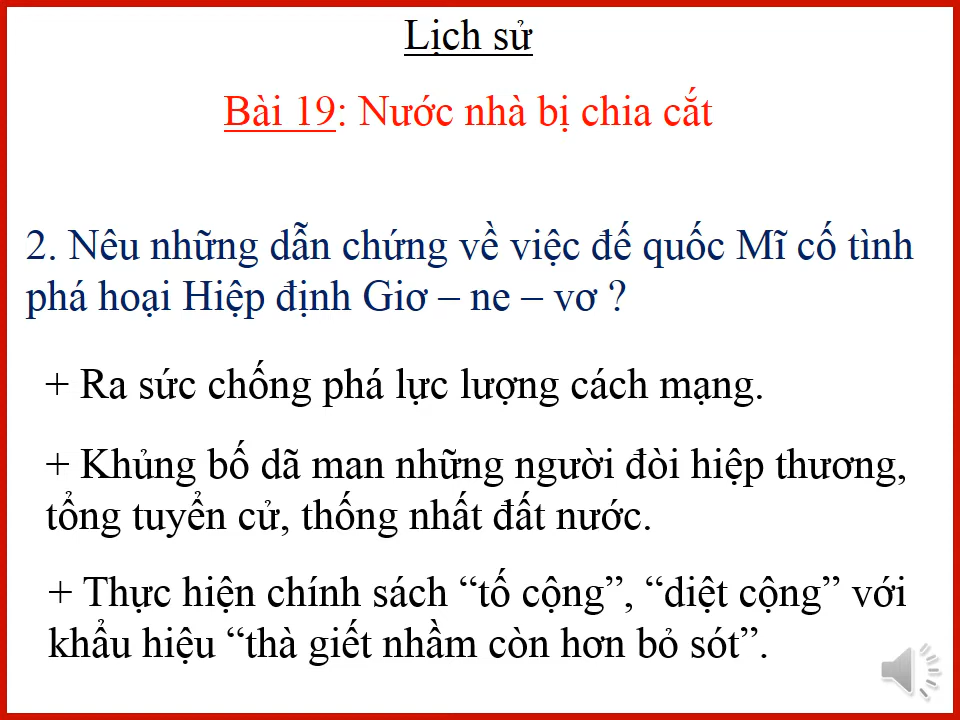 Lịch sử
Bài 19: Nước nhà bị chia cắt
2. Nêu những dẫn chứng về việc đế quốc Mĩ cố tình
phá hoại Hiệp định Giơ – ne – vơ ?
+ Ra sức chống phá lực lượng cách mạng.
+ Khủng bố dã man những người đòi hiệp thương,
tổng tuyển cử, thống nhất đất nước.
+ Thực hiện chính sách “tố cộng”, “diệt cộng” với
khẩu hiệu “thà giết nhầm còn hơn bỏ sót”.